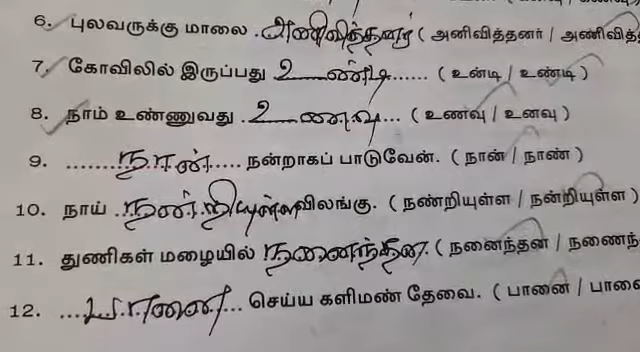 6. புலவருக்கு மாலை அணிவித்தனர் ( அனிவித்தனர் / அணிவித்
7. கோவிலில் இருப்பது உண்டி...... ( உன்டி / உண்டி )
8. நாம் உண்ணுவது .உணவு... ( உணவு / உனவு )
9. .......நான்..... நன்றாகப் பாடுவேன். ( நான் / நாண் )
10. நாய் .நன்றியுள்ள விலங்கு. ( நண்றியுள்ள / நன்றியுள்ள )
11. துணிகள் மழையில் நனைந்தன. ( நனைந்தன / நணைந்
12. ....பானை... செய்ய களிமண் தேவை. ( பானை / பாணை